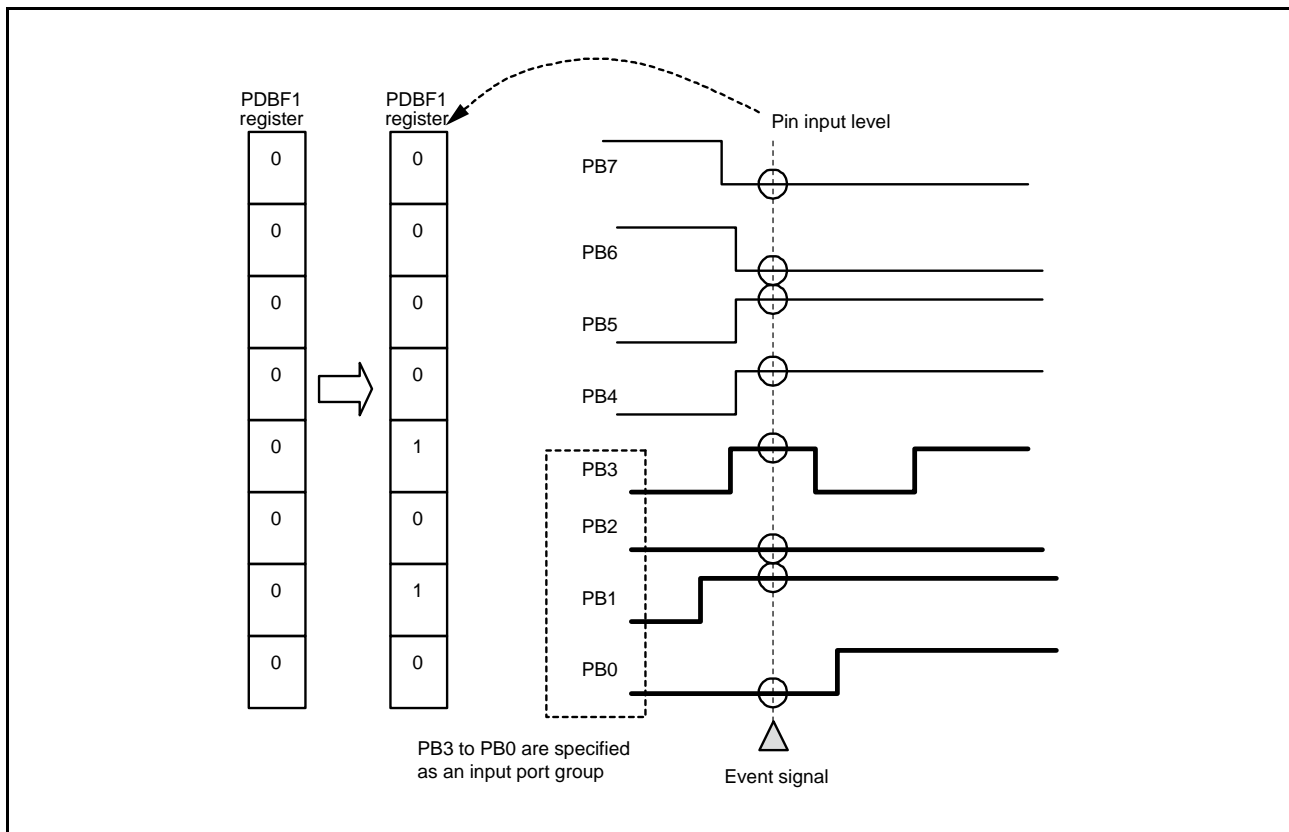 PDBF1
register
PDBF1
register
Pin input level
0
0
0
0
0
0
0
0
0
0
0
0
1
0
1
0
PB7
PB6
PB5
PB4
PB3
PB2
PB1
PB0
PB3 to PB0 are specified
as an input port group
Event signal